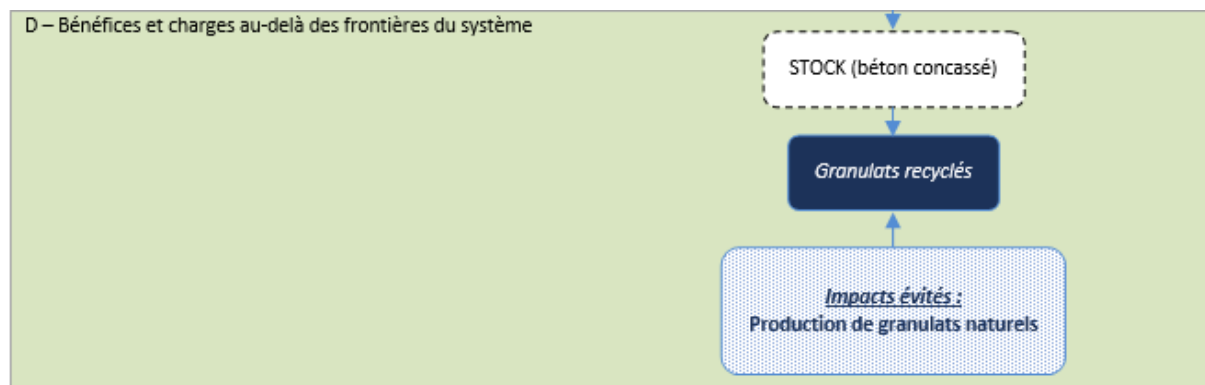 D – Bénéfices et charges au-delà des frontières du système
STOCK (béton concassé)
Granulats recyclés
Impacts évités :
Production de granulats naturels